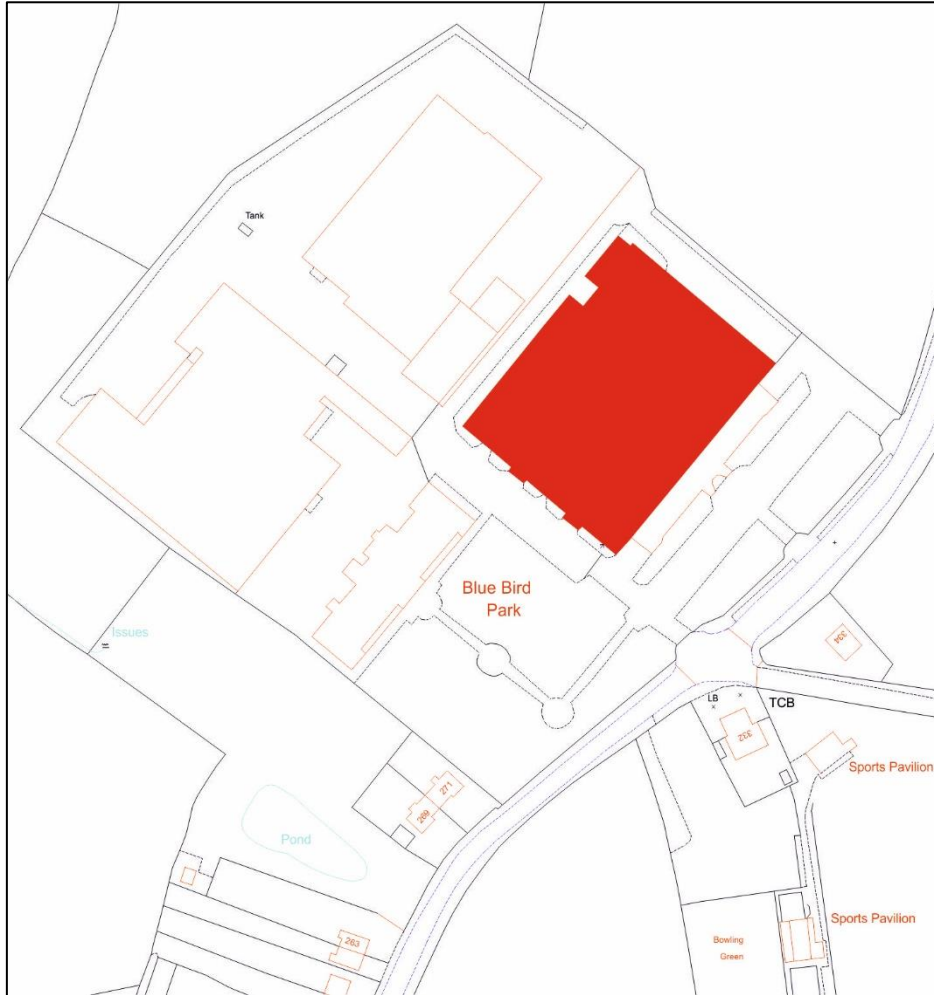 Tank
Blue Bird
Park
Issues
334
LB
TCB
332
Sports Pavilion
271
269
Pond
Sports Pavilion
263
Bowling
Green